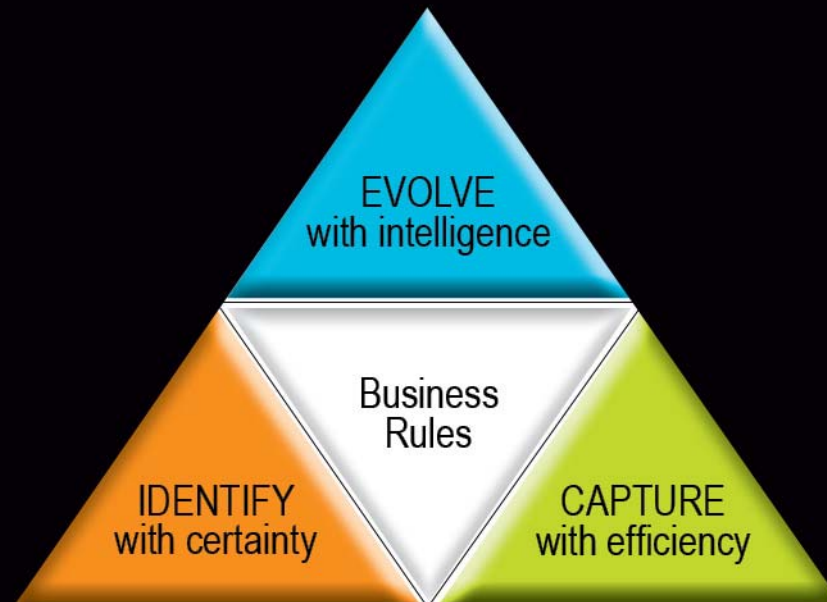 EVOLVE
with intelligence
Business
Rules
IDENTIFY
with certainty
CAPTURE
with efficiency